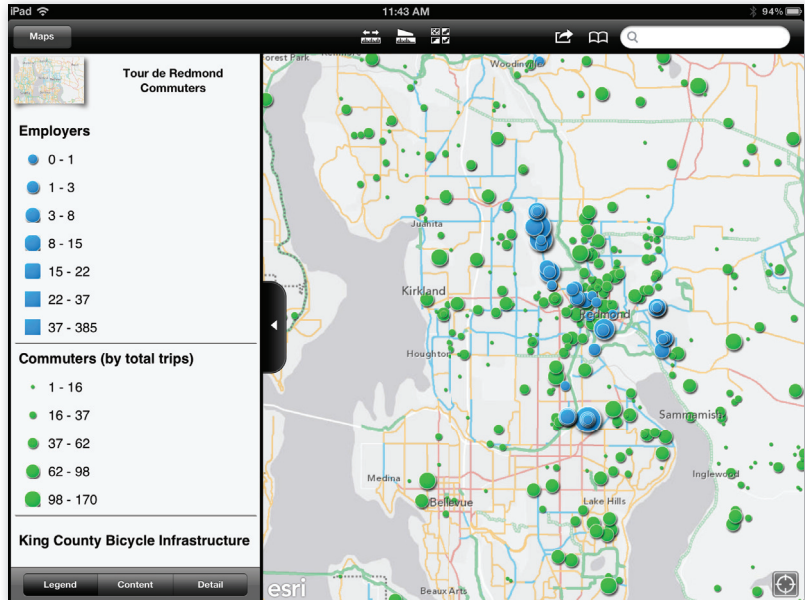 iPad 11:43 AM 94%
Maps
Tour de Redmond
Commuters
Employers
0 - 1
1 - 3
3 - 8
8 - 15
15 - 22
22 - 37
37 - 385
Commuters (by total trips)
1 - 16
16 - 37
37 - 62
62 - 98
98 - 170
King County Bicycle Infrastructure
Legend Content Detail
orest Park
Woodinville
Juanita
Kirkland
Redmond
Houghton
Sammamish
Medina
Inglewood
Bellevue
Lake Hills
esri
Beaux Arts